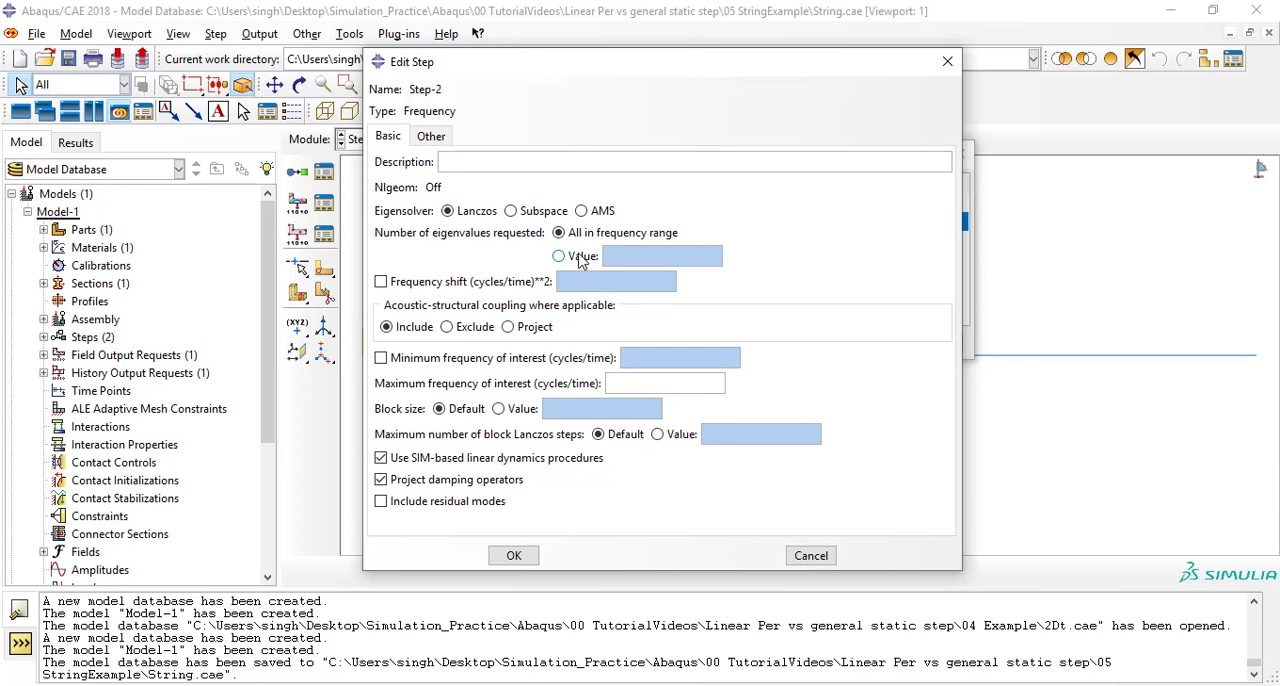 Abaqus/CAE 2018 - Model Database: C:\Users\singh\Desktop\Simulation_Practice\Abaqus\00 TutorialVideos\Linear Per vs general static step\05 StringExample\String.cae [Viewport: 1]
File Model Viewport View Step Output Other Tools Plug-ins Help
Current work directory: C:\Users\singh\
All
Model Results
Module: Ste
Model Database
Models (1)
Model-1
Parts (1)
Materials (1)
Calibrations
Sections (1)
Profiles
Assembly
Steps (2)
Field Output Requests (1)
History Output Requests (1)
Time Points
ALE Adaptive Mesh Constraints
Interactions
Interaction Properties
Contact Controls
Contact Initializations
Contact Stabilizations
Constraints
Connector Sections
Fields
Amplitudes
(XYZ)
Edit Step
Name: Step-2
Type: Frequency
Basic Other
Description:
Nlgeom: Off
Eigensolver: Lanczos Subspace AMS
Number of eigenvalues requested: All in frequency range
Value:
Frequency shift (cycles/time)**2:
Acoustic-structural coupling where applicable:
Include Exclude Project
Minimum frequency of interest (cycles/time):
Maximum frequency of interest (cycles/time):
Block size: Default Value:
Maximum number of block Lanczos steps: Default Value:
Use SIM-based linear dynamics procedures
Project damping operators
Include residual modes
OK Cancel
SIMULIA
A new model database has been created.
The model "Model-1" has been created.
The model database "C:\Users\singh\Desktop\Simulation_Practice\Abaqus\00 TutorialVideos\Linear Per vs general static step\04 Example\2Dt.cae" has been opened.
A new model database has been created.
The model "Model-1" has been created.
The model database has been saved to "C:\Users\singh\Desktop\Simulation_Practice\Abaqus\00 TutorialVideos\Linear Per vs general static step\05
StringExample\String.cae".